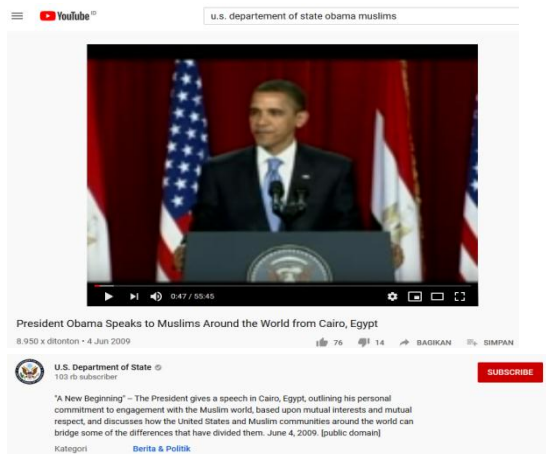 YouTube ID
u.s. departement of state obama muslims
0:47 / 55:45
President Obama Speaks to Muslims Around the World from Cairo, Egypt
8.950 x ditonton • 4 Jun 2009
76 14 BAGIKAN SIMPAN
U.S. Department of State
103 rb subscriber
SUBSCRIBE
"A New Beginning" – The President gives a speech in Cairo, Egypt, outlining his personal
commitment to engagement with the Muslim world, based upon mutual interests and mutual
respect, and discusses how the United States and Muslim communities around the world can
bridge some of the differences that have divided them. June 4, 2009. [public domain]
Kategori Berita & Politik